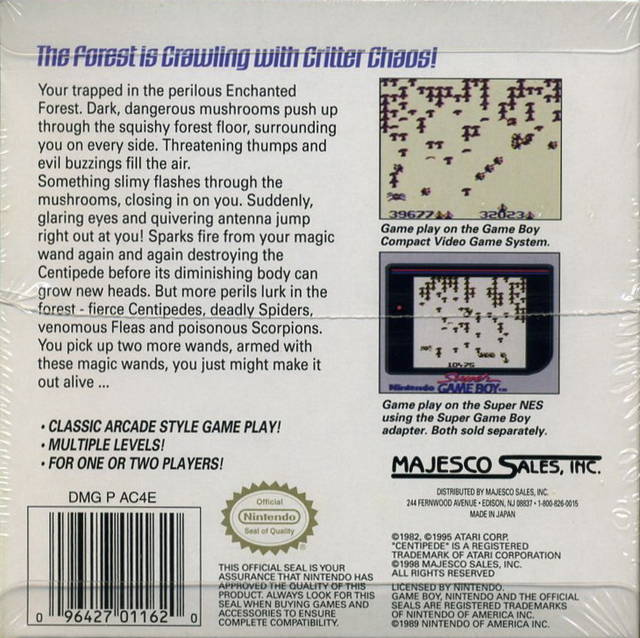 The Forest is Crawling with Critter Chaos!
Your trapped in the perilous Enchanted
Forest. Dark, dangerous mushrooms push up
through the squishy forest floor, surrounding
you on every side. Threatening thumps and
evil buzzings fill the air.
Something slimy flashes through the
mushrooms, closing in on you. Suddenly,
glaring eyes and quivering antenna jump
right out at you! Sparks fire from your magic
wand again and again destroying the
Centipede before its diminishing body can
grow new heads. But more perils lurk in the
forest - fierce Centipedes, deadly Spiders,
venomous Fleas and poisonous Scorpions.
You pick up two more wands, armed with
these magic wands, you just might make it
out alive ...
• CLASSIC ARCADE STYLE GAME PLAY!
• MULTIPLE LEVELS!
• FOR ONE OR TWO PLAYERS!
DMG P AC4E
0 96427 01162 0
Official
Nintendo
Seal of Quality
THIS OFFICIAL SEAL IS YOUR
ASSURANCE THAT NINTENDO HAS
APPROVED THE QUALITY OF THIS
PRODUCT. ALWAYS LOOK FOR THIS
SEAL WHEN BUYING GAMES AND
ACCESSORIES TO ENSURE
COMPLETE COMPATIBILITY.
39677 32023
Game play on the Game Boy
Compact Video Game System.
10475
Super
Nintendo GAME BOY™
Game play on the Super NES
using the Super Game Boy
adapter. Both sold separately.
MAJESCO SALES, INC.
DISTRIBUTED BY MAJESCO SALES, INC.
244 FERNWOOD AVENUE • EDISON, NJ 08837 • 1-800-826-0015
MADE IN JAPAN
©1982, ©1995 ATARI CORP.
"CENTIPEDE" IS A REGISTERED
TRADEMARK OF ATARI CORPORATION
©1998 MAJESCO SALES, INC.
ALL RIGHTS RESERVED
LICENSED BY NINTENDO.
GAME BOY, NINTENDO AND THE OFFICIAL
SEALS ARE REGISTERED TRADEMARKS
OF NINTENDO OF AMERICA INC.
©1989 NINTENDO OF AMERICA INC.